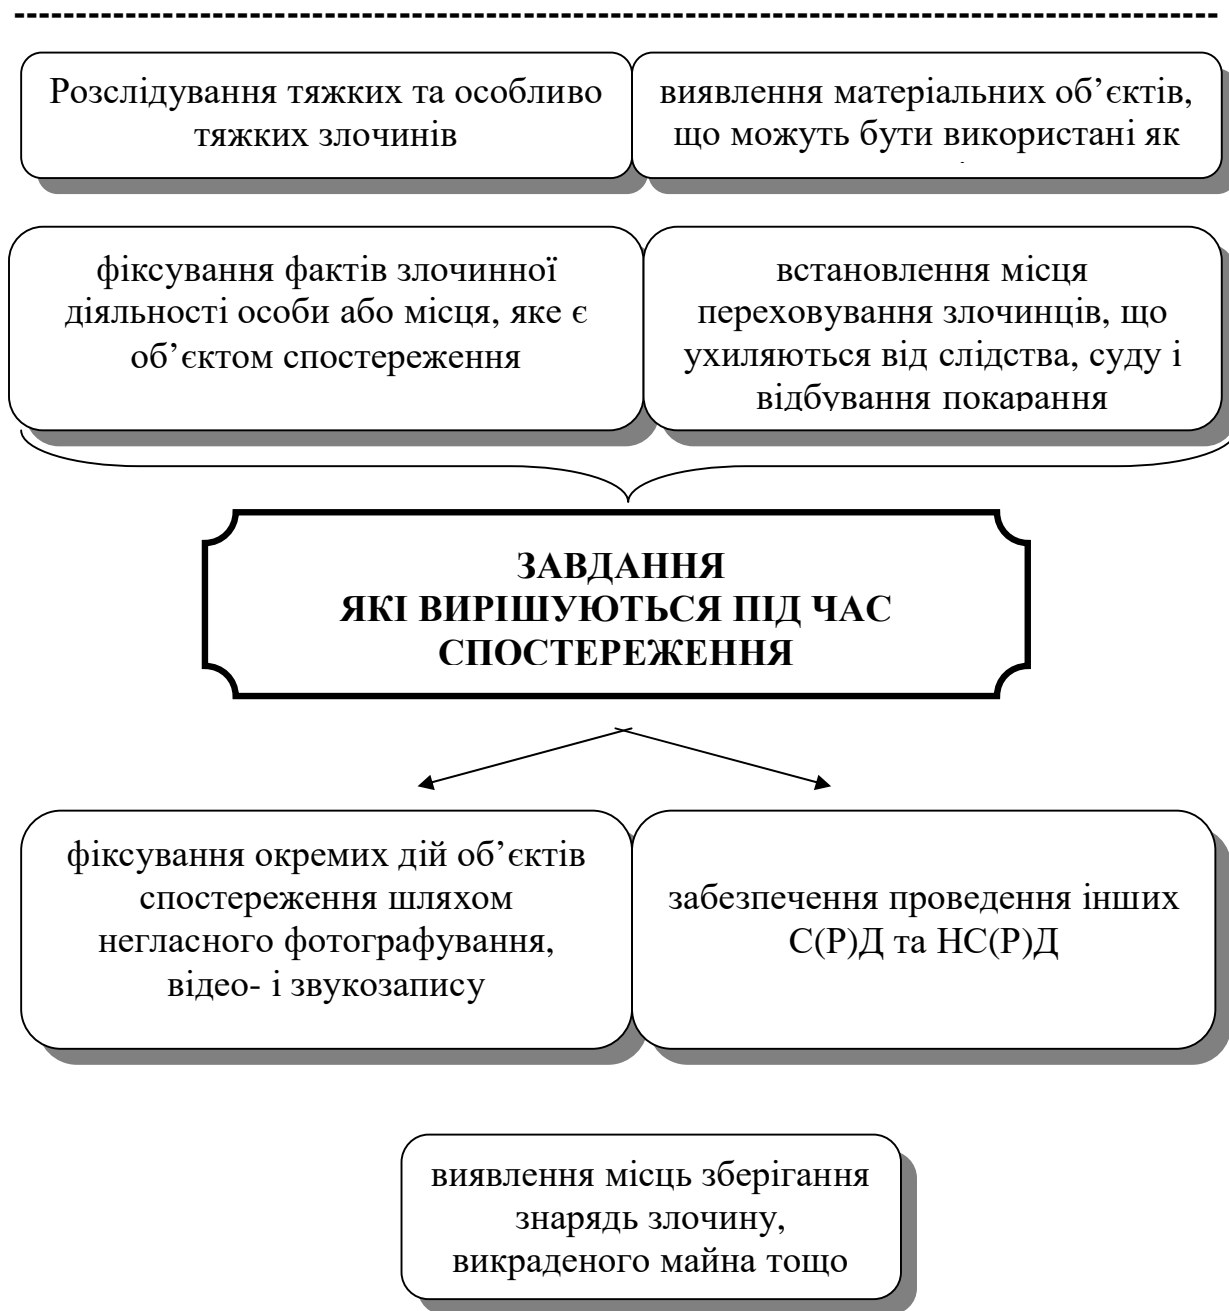 Розслідування тяжких та особливо
тяжких злочинів
виявлення матеріальних об’єктів,
що можуть бути використані як
фіксування фактів злочинної
діяльності особи або місця, яке є
об’єктом спостереження
встановлення місця
переховування злочинців, що
ухиляються від слідства, суду і
відбування покарання
ЗАВДАННЯ
ЯКІ ВИРІШУЮТЬСЯ ПІД ЧАС
СПОСТЕРЕЖЕННЯ
фіксування окремих дій об’єктів
спостереження шляхом
негласного фотографування,
відео- і звукозапису
забезпечення проведення інших
С(Р)Д та НС(Р)Д
виявлення місць зберігання
знарядь злочину,
викраденого майна тощо